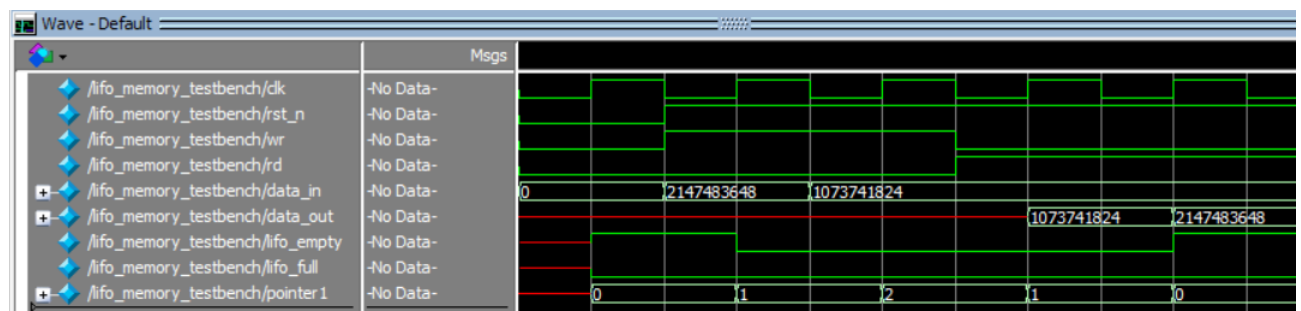 Wave - Default
Msgs
/lifo_memory_testbench/clk -No Data-
/lifo_memory_testbench/rst_n -No Data-
/lifo_memory_testbench/wr -No Data-
/lifo_memory_testbench/rd -No Data-
/lifo_memory_testbench/data_in -No Data- 0 2147483648 1073741824
/lifo_memory_testbench/data_out -No Data- 1073741824 2147483648
/lifo_memory_testbench/lifo_empty -No Data-
/lifo_memory_testbench/lifo_full -No Data-
/lifo_memory_testbench/pointer1 -No Data- 0 1 2 1 0